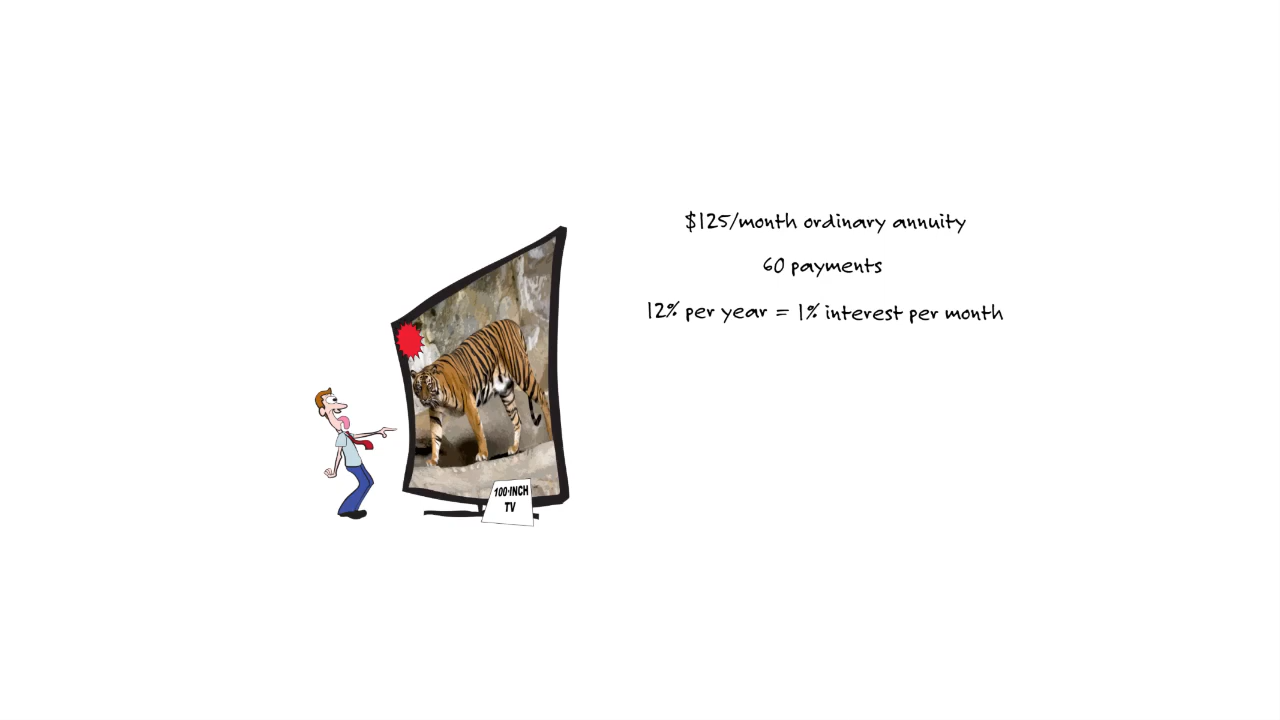 $125/month ordinary annuity
60 payments
12% per year = 1% interest per month
100-INCH
TV